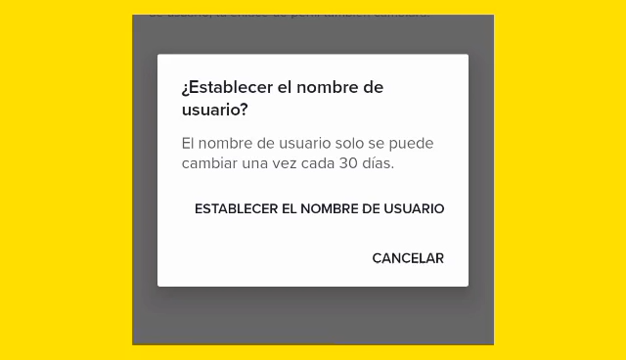 ¿Establecer el nombre de
usuario?
El nombre de usuario solo se puede
cambiar una vez cada 30 días.
ESTABLECER EL NOMBRE DE USUARIO
CANCELAR